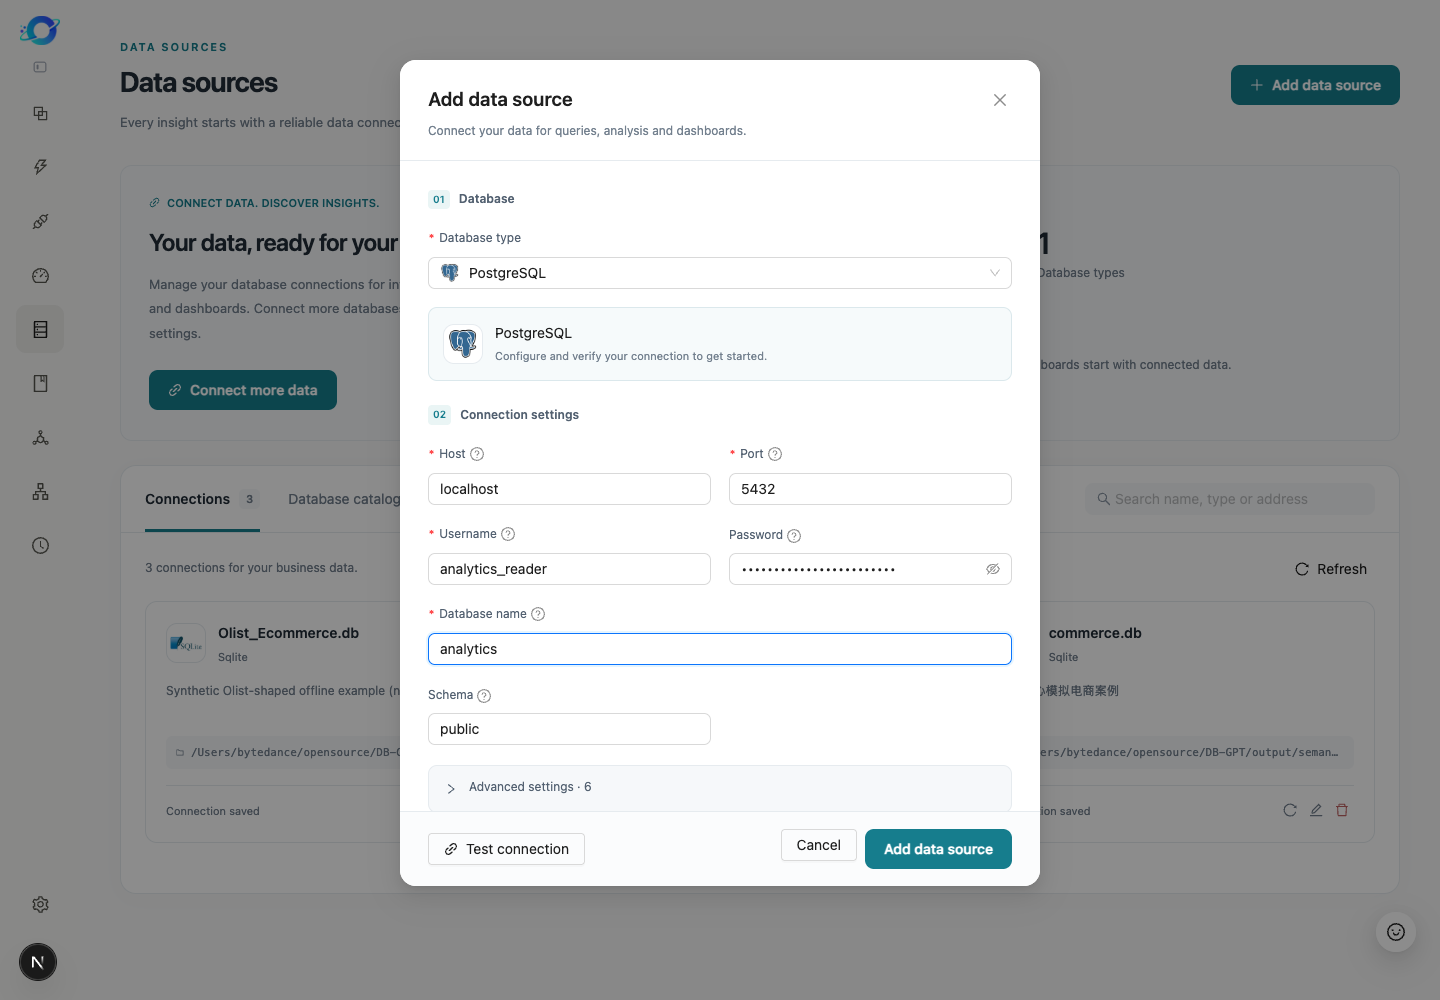 DATA SOURCES
Data sources
Every insight starts with a reliable data connec
+ Add data source
CONNECT DATA. DISCOVER INSIGHTS.
Your data, ready for your
Manage your database connections for in
and dashboards. Connect more database
settings.
Connect more data
1
Database types
boards start with connected data.
Connections 3
Database catalog
Search name, type or address
3 connections for your business data.
Refresh
Olist_Ecommerce.db
SQLite
Sqlite
Synthetic Olist-shaped offline example (n
/Users/bytedance/opensource/DB-G
Connection saved
commerce.db
Sqlite
模拟电商案例
ers/bytedance/opensource/DB-GPT/output/seman…
ion saved
N
Add data source
Connect your data for queries, analysis and dashboards.
01 Database
* Database type
PostgreSQL
PostgreSQL
Configure and verify your connection to get started.
02 Connection settings
* Host ?
* Port ?
localhost
5432
* Username ?
Password ?
analytics_reader
••••••••••••••••••••••••
* Database name ?
analytics
Schema ?
public
Advanced settings · 6
Test connection
Cancel
Add data source